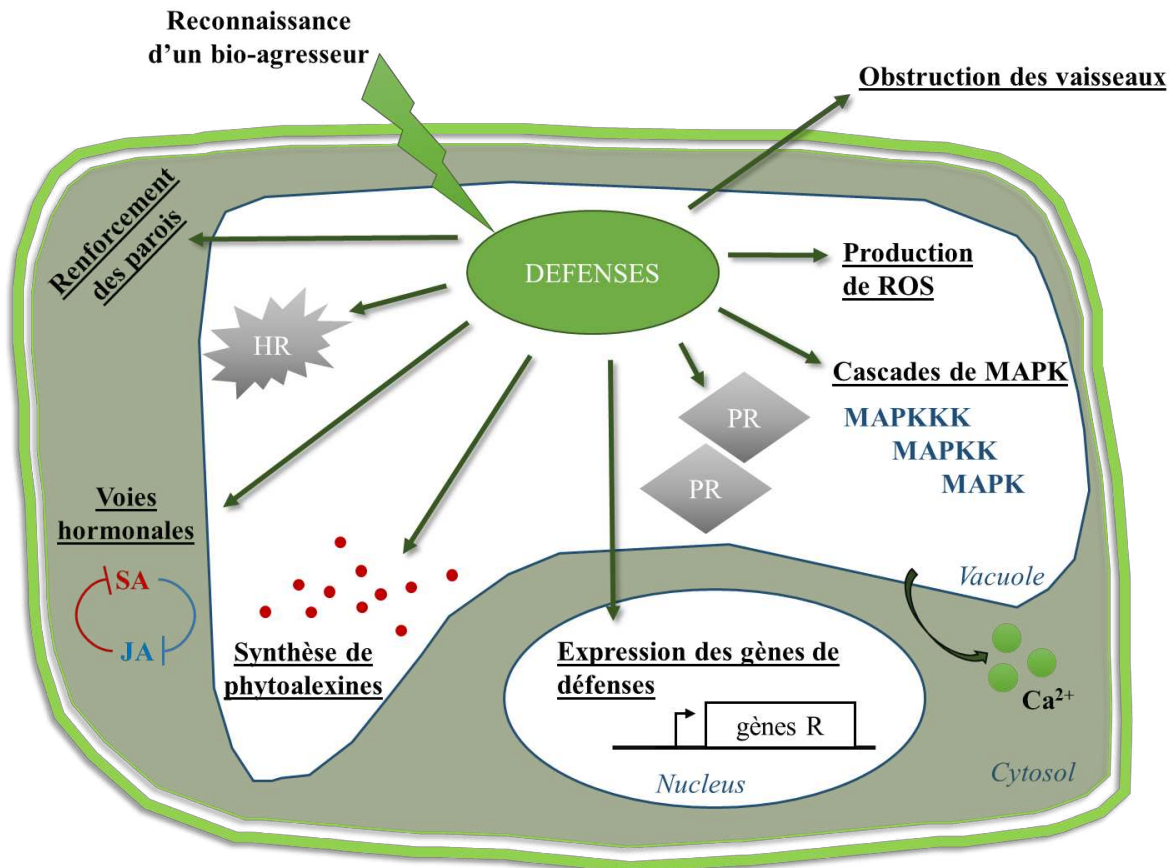 Reconnaissance
d’un bio-agresseur
Obstruction des vaisseaux
Renforcement
des parois
DEFENSES
Production
de ROS
HR
Cascades de MAPK
MAPKKK
MAPKK
MAPK
PR
PR
Voies
hormonales
SA
JA
Synthèse de
phytoalexines
Expression des gènes de
défenses
gènes R
Nucleus
Vacuole
Ca²⁺
Cytosol